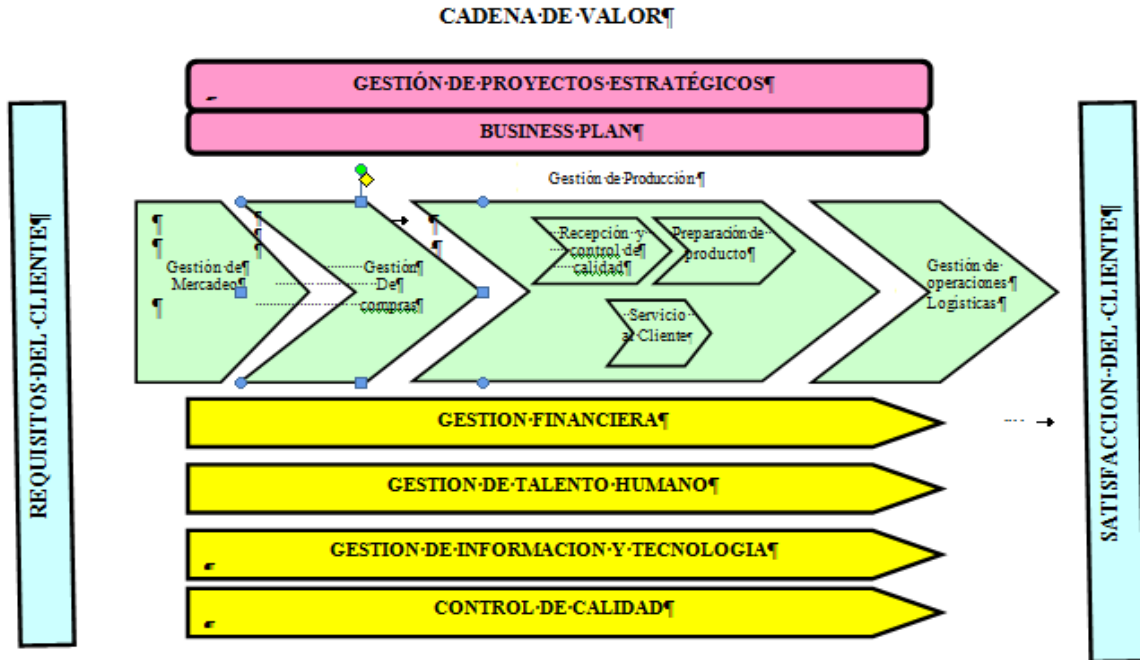 CADENA·DE·VALOR¶
GESTIÓN·DE·PROYECTOS·ESTRATÉGICOS¶
BUSINESS·PLAN¶
REQUISITOS·DEL·CLIENTE¶
Gestión·de·Producción¶
Gestión·de¶
Mercadeo¶
Gestión¶
De¶
compras¶
Recepción·y
control·de¶
calidad¶
Preparación·de·
producto¶
Servicio·
al·Cliente¶
Gestión·de·
operaciones¶
Logísticas¶
GESTION·FINANCIERA¶
GESTION·DE·TALENTO·HUMANO¶
GESTION·DE·INFORMACION·Y·TECNOLOGIA¶
CONTROL·DE·CALIDAD¶
SATISFACCION·DEL·CLIENTE¶